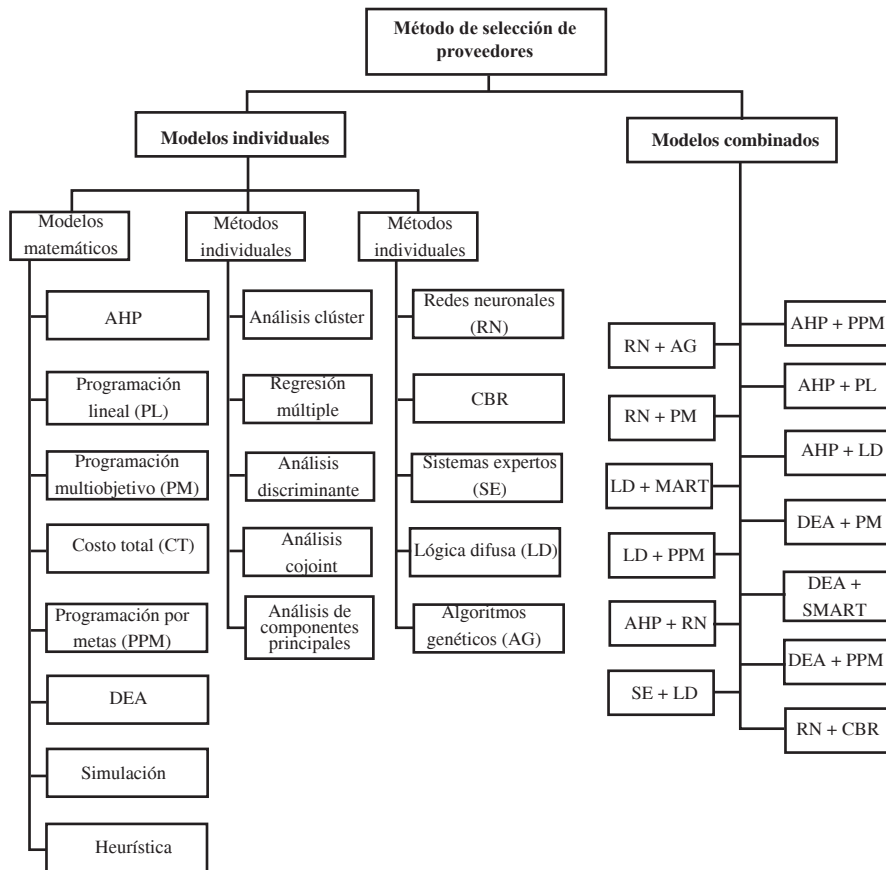 Método de selección de
proveedores
Modelos individuales
Modelos combinados
Modelos
matemáticos
Métodos
individuales
Métodos
individuales
AHP
Programación
lineal (PL)
Programación
multiobjetivo (PM)
Costo total (CT)
Programación por
metas (PPM)
DEA
Simulación
Heurística
Análisis clúster
Regresión
múltiple
Análisis
discriminante
Análisis
cojoint
Análisis de
componentes
principales
Redes neuronales
(RN)
CBR
Sistemas expertos
(SE)
Lógica difusa (LD)
Algoritmos
genéticos (AG)
RN + AG
RN + PM
LD + MART
LD + PPM
AHP + RN
SE + LD
AHP + PPM
AHP + PL
AHP + LD
DEA + PM
DEA +
SMART
DEA + PPM
RN + CBR